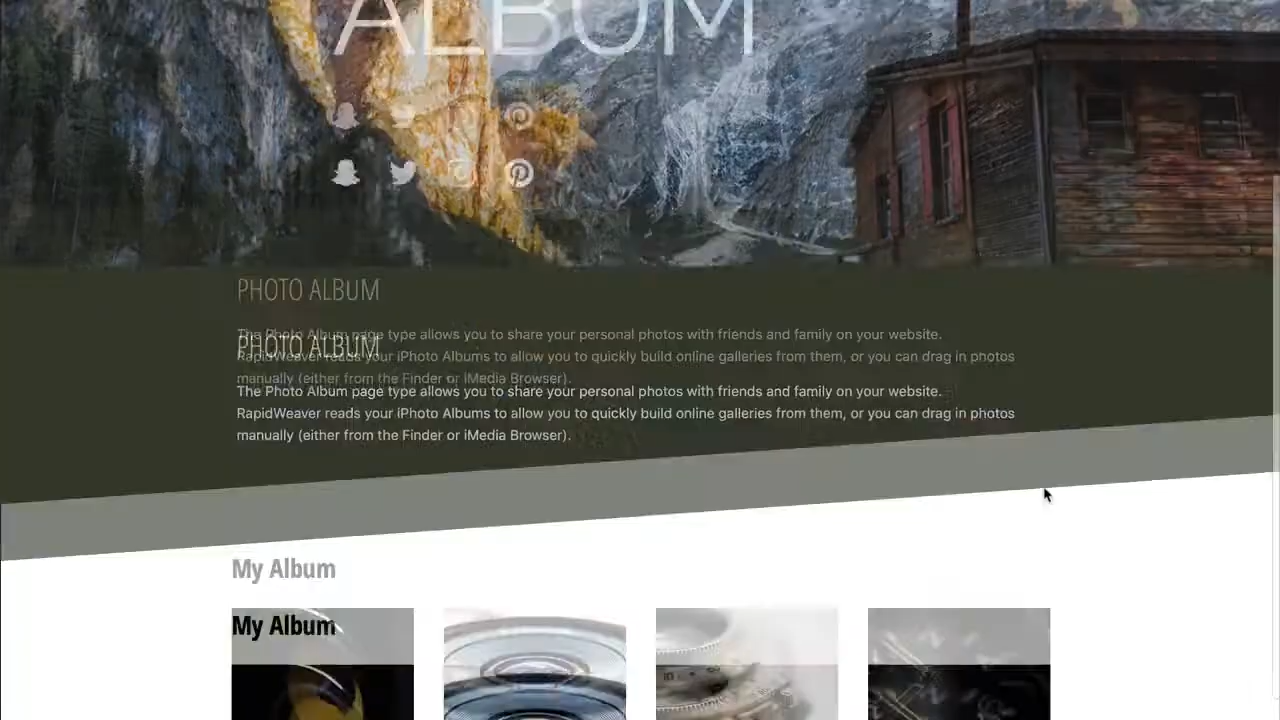 ALBUM
PHOTO ALBUM
The Photo Album page type allows you to share your personal photos with friends and family on your website.
RapidWeaver reads your iPhoto Albums to allow you to quickly build online galleries from them, or you can drag in photos
manually (either from the Finder or iMedia Browser).
PHOTO ALBUM
The Photo Album page type allows you to share your personal photos with friends and family on your website.
RapidWeaver reads your iPhoto Albums to allow you to quickly build online galleries from them, or you can drag in photos
manually (either from the Finder or iMedia Browser).
My Album
My Album